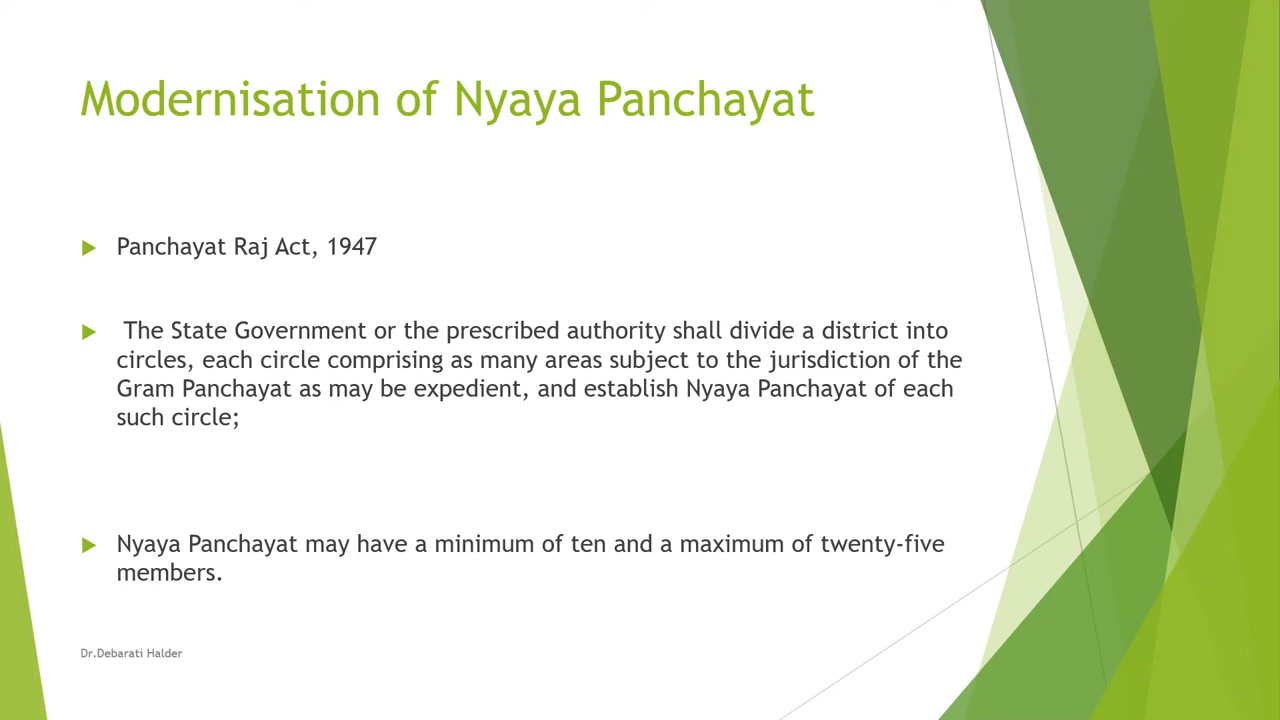 Modernisation of Nyaya Panchayat
Panchayat Raj Act, 1947
The State Government or the prescribed authority shall divide a district into
circles, each circle comprising as many areas subject to the jurisdiction of the
Gram Panchayat as may be expedient, and establish Nyaya Panchayat of each
such circle;
Nyaya Panchayat may have a minimum of ten and a maximum of twenty-five
members.
Dr.Debarati Halder